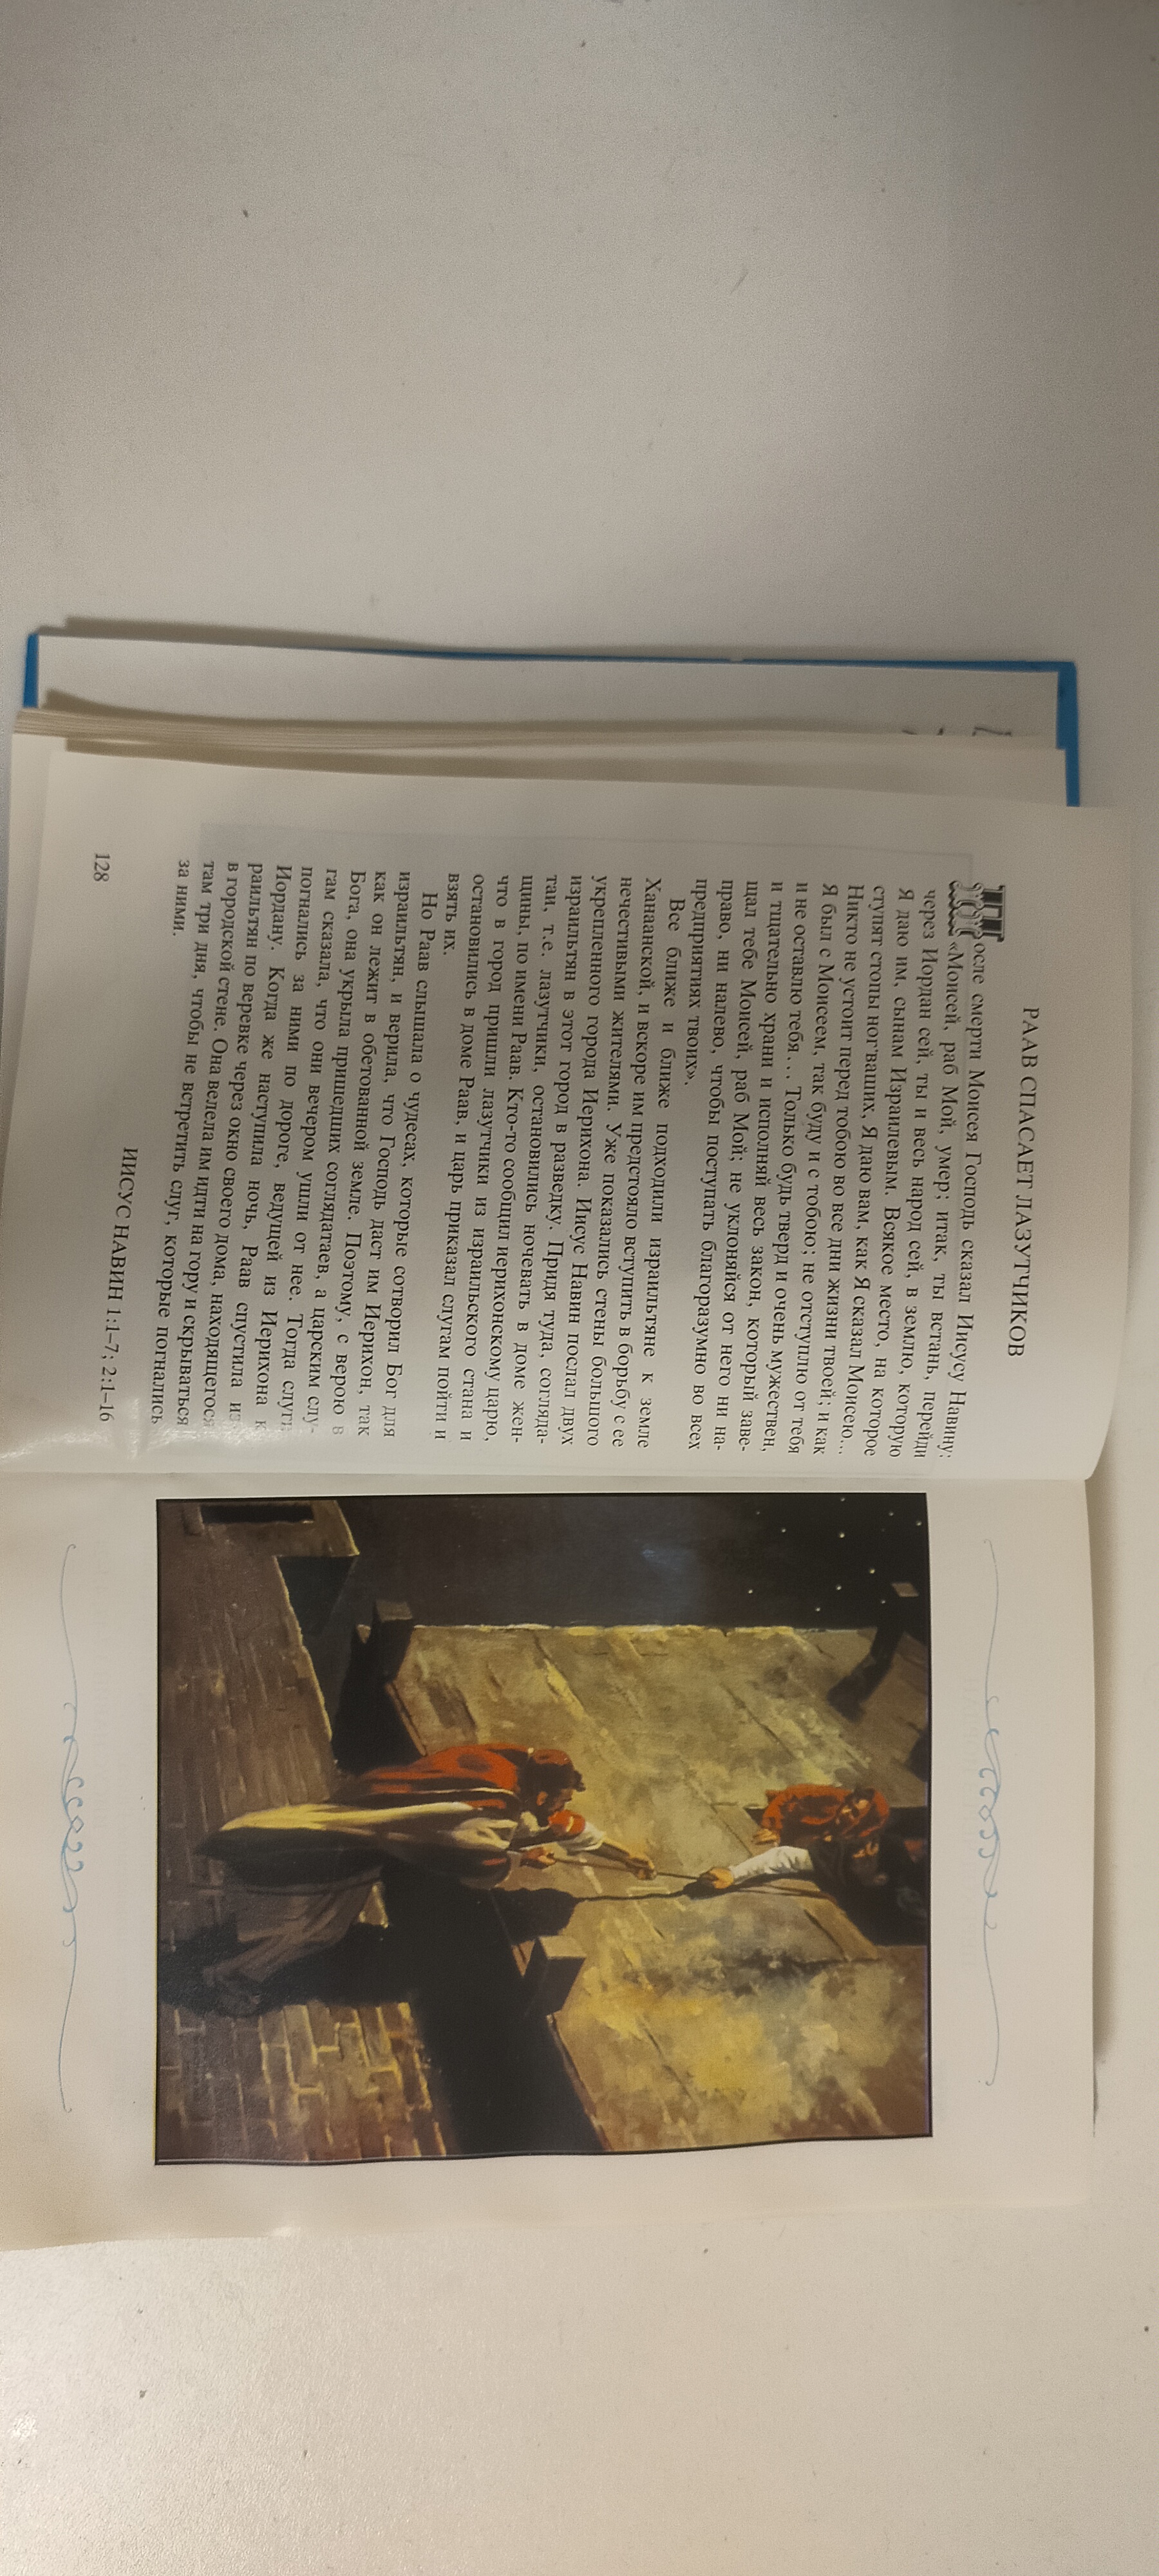 РААВ СПАСАЕТ ЛАЗУТЧИКОВ
После смерти Моисея Господь сказал Иисусу Навину:
«Моисей, раб Мой, умер; итак, ты встань, перейди
через Иордан сей, ты и весь народ сей, в землю, которую
Я даю им, сынам Израилевым. Всякое место, на которое
ступят стопы ног ваших, Я даю вам, как Я сказал Моисею…
Никто не устоит перед тобою во все дни жизни твоей; и как
Я был с Моисеем, так буду и с тобою; не отступлю от тебя
и не оставлю тебя… Только будь тверд и очень мужествен,
и тщательно храни и исполняй весь закон, который заве-
щал тебе Моисей, раб Мой; не уклоняйся от него ни на-
право, ни налево, чтобы поступать благоразумно во всех
предприятиях твоих».
Все ближе и ближе подходили израильтяне к земле
Ханаанской, и вскоре им предстояло вступить в борьбу с ее
нечестивыми жителями. Уже показались стены большого
укрепленного города Иерихона. Иисус Навин послал двух
израильтян в этот город в разведку. Придя туда, согляда-
таи, т.е. лазутчики, остановились ночевать в доме жен-
щины, по имени Раав. Кто-то сообщил иерихонскому царю,
что в город пришли лазутчики из израильского стана и
остановились в доме Раав, и царь приказал слугам пойти и
взять их.
Но Раав слышала о чудесах, которые сотворил Бог для
израильтян, и верила, что Господь даст им Иерихон, так
как он лежит в обетованной земле. Поэтому, с верою в
Бога, она укрыла пришедших соглядатаев, а царским слу-
гам сказала, что они вечером ушли от нее. Тогда слуги
погнались за ними по дороге, ведущей из Иерихона к
Иордану. Когда же наступила ночь, Раав спустила из-
раильтян по веревке через окно своего дома, находящегося
в городской стене. Она велела им идти на гору и скрываться
там три дня, чтобы не встретить слуг, которые погнались
за ними.
ИИСУС НАВИН 1:1–7; 2:1–16
128